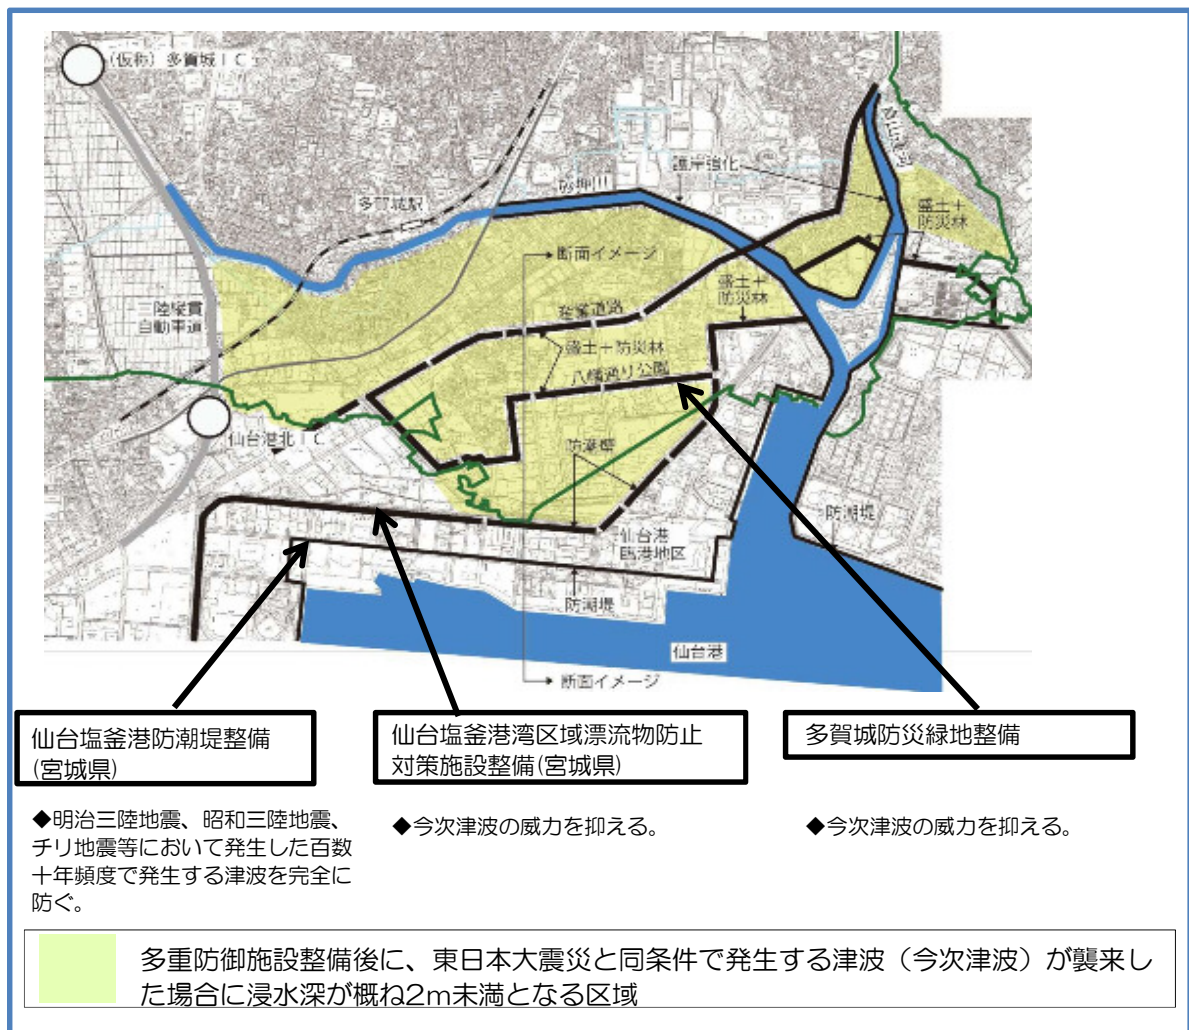 (仮称)多賀城IC
貞山運河
護岸強化
砂押川
多賀城駅
盛土+
防災林
断面イメージ
盛土+
防災林
三陸縦貫
自動車道
産業道路
盛土+防災林
八幡通り公園
仙台港北IC
防潮壁
防潮堤
仙台港
臨港地区
防潮堤
仙台港
断面イメージ
仙台塩釜港防潮堤整備
(宮城県)
仙台塩釜港湾区域漂流物防止
対策施設整備(宮城県)
多賀城防災緑地整備
◆明治三陸地震、昭和三陸地震、
チリ地震等において発生した百数
十年頻度で発生する津波を完全に
防ぐ。
◆今次津波の威力を抑える。
◆今次津波の威力を抑える。
多重防御施設整備後に、東日本大震災と同条件で発生する津波(今次津波)が襲来し
た場合に浸水深が概ね2m未満となる区域